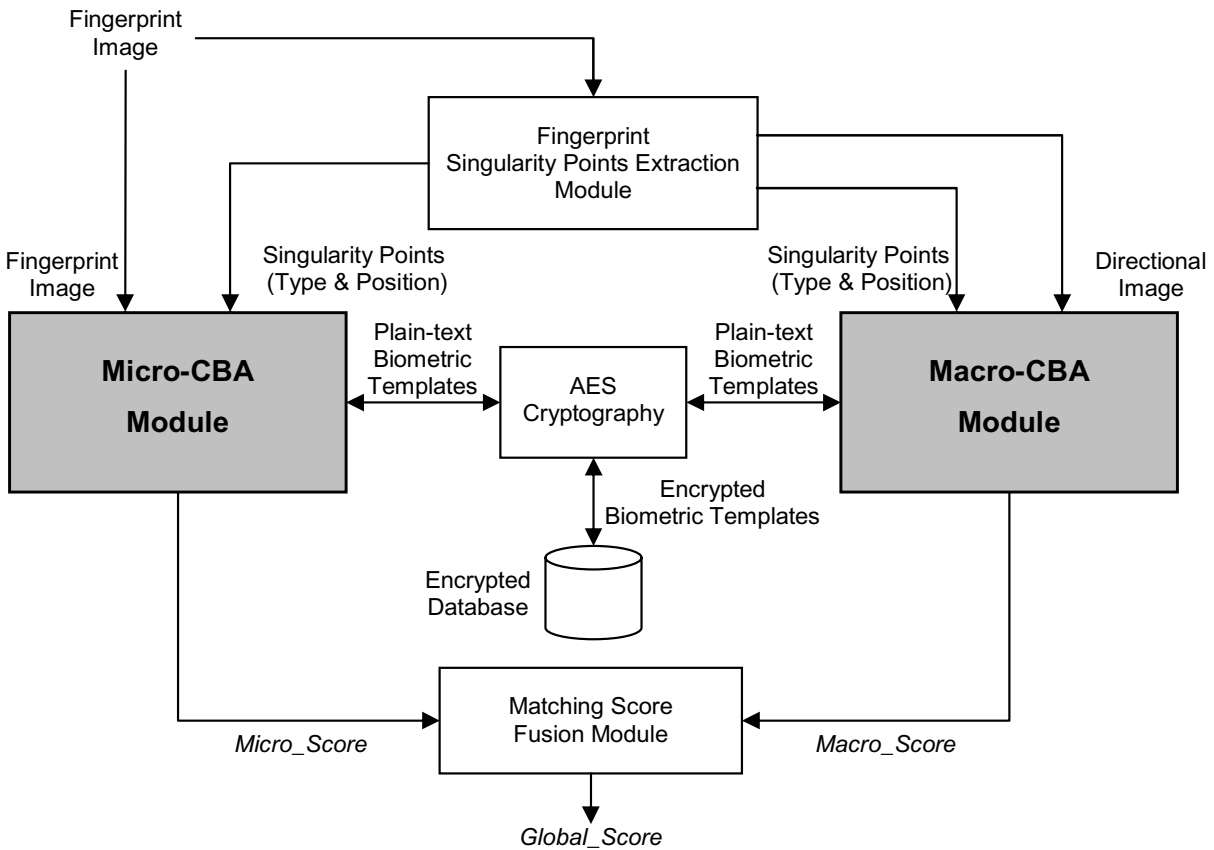 Fingerprint
Image
Fingerprint
Singularity Points Extraction
Module
Fingerprint
Image
Singularity Points
(Type & Position)
Singularity Points
(Type & Position)
Directional
Image
Micro-CBA
Module
Plain-text
Biometric
Templates
AES
Cryptography
Plain-text
Biometric
Templates
Macro-CBA
Module
Encrypted
Biometric Templates
Encrypted
Database
Matching Score
Fusion Module
Micro_Score
Macro_Score
Global_Score